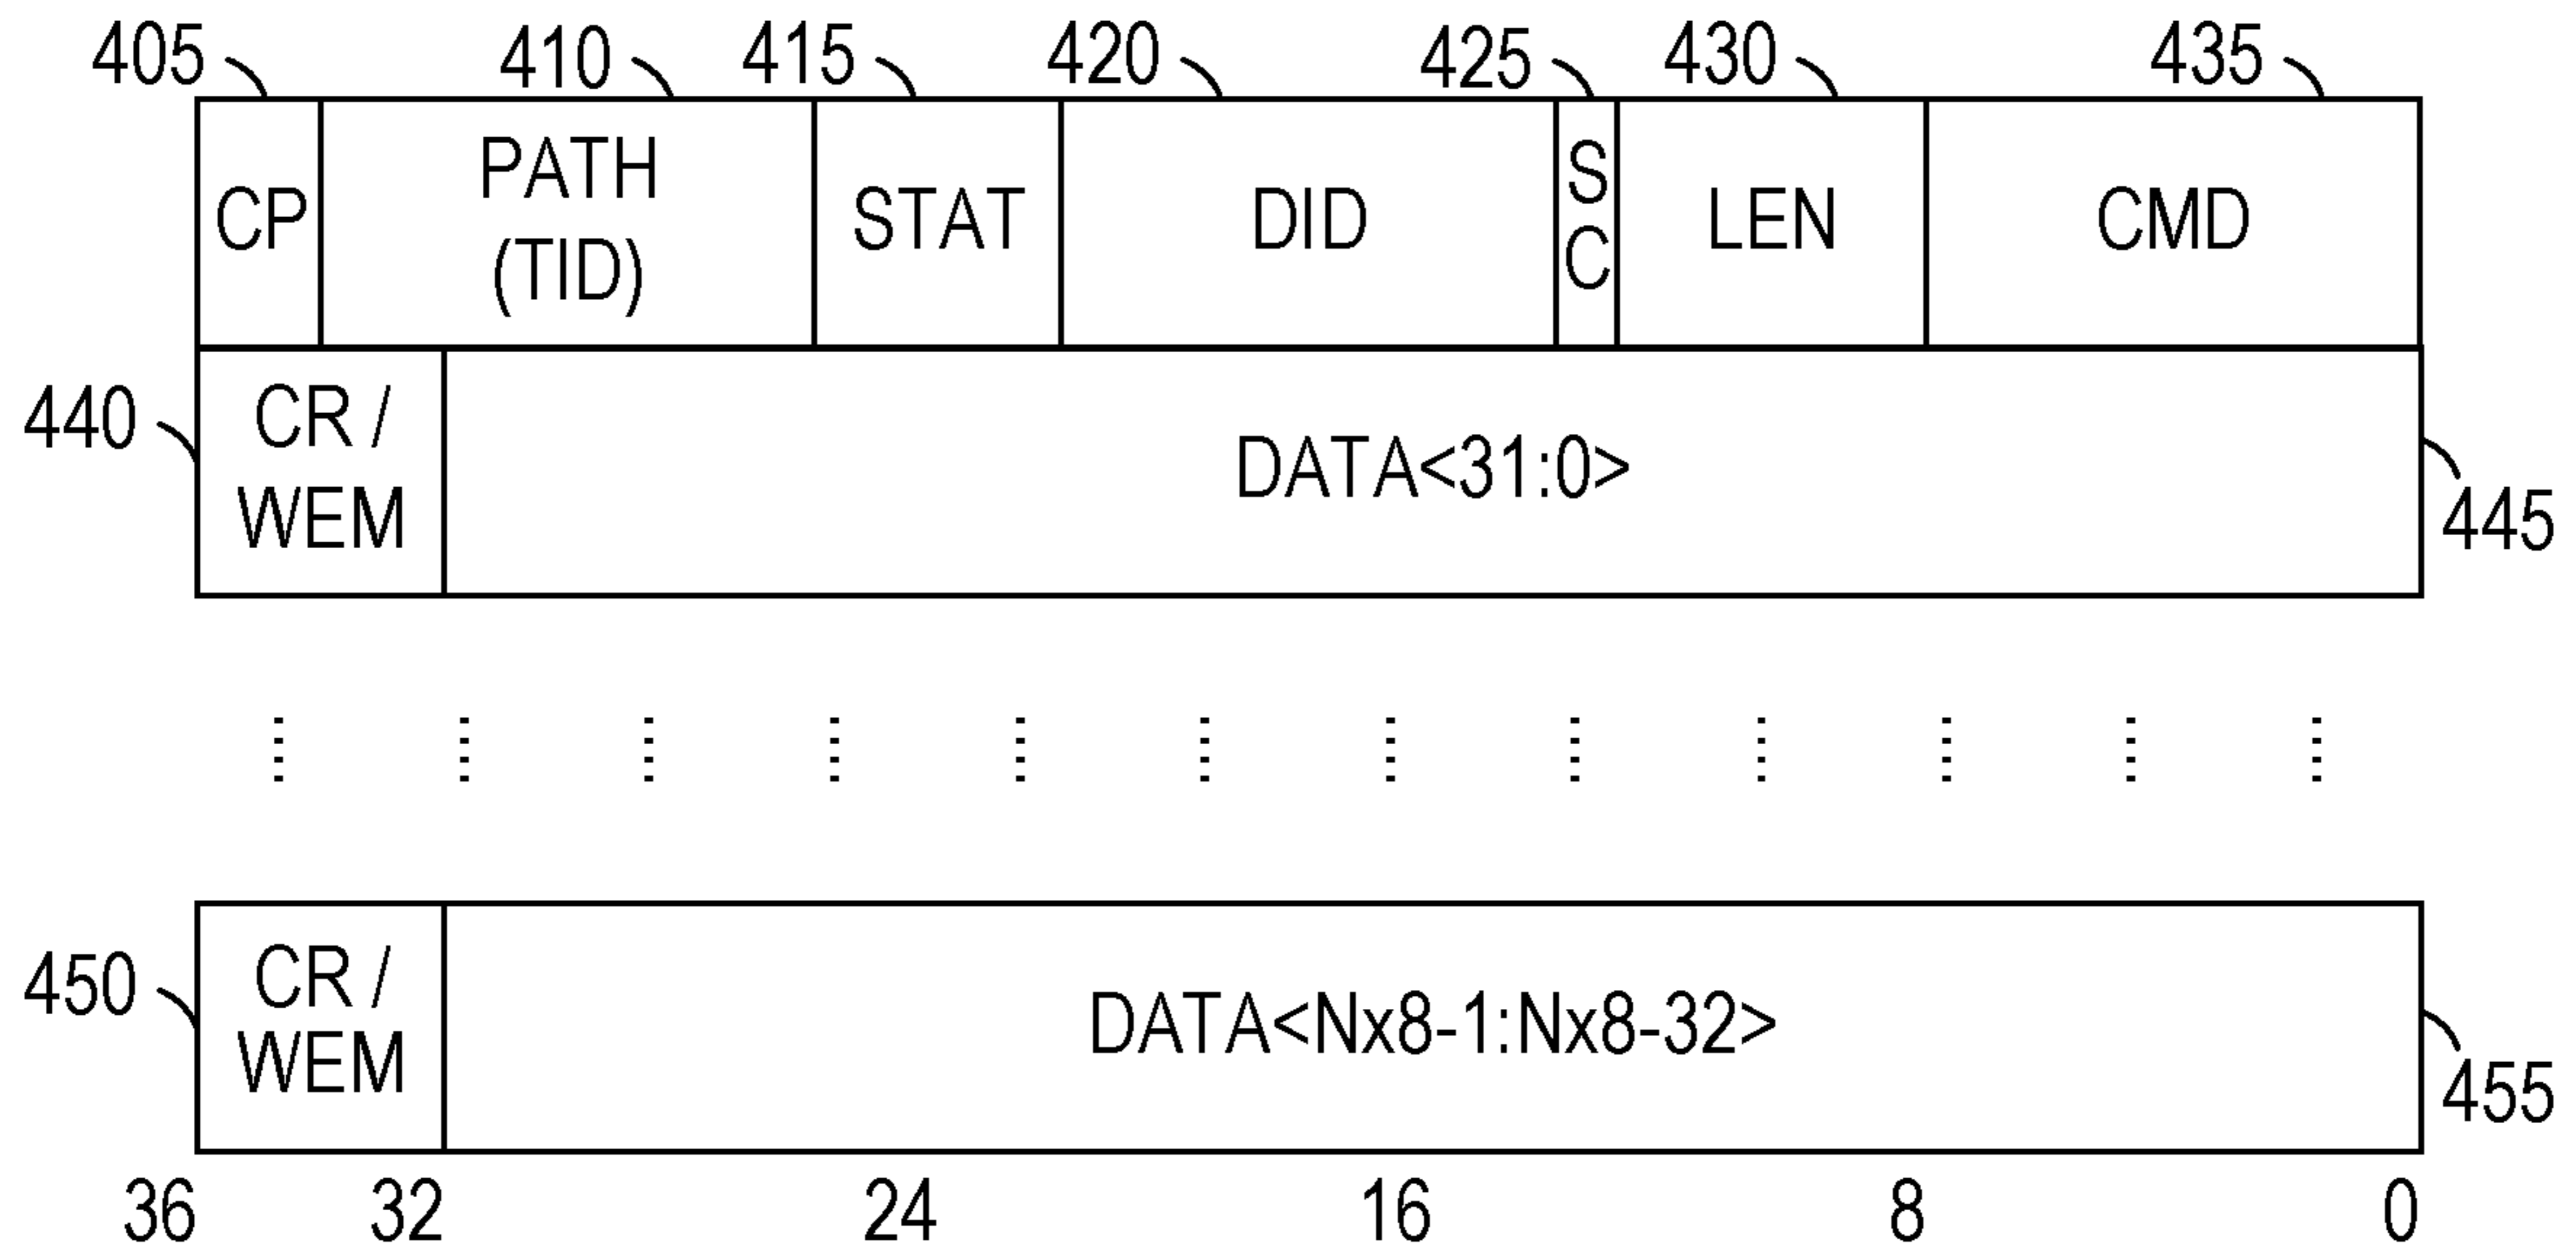 405 410 415 420 425 430 435
CP PATH (TID) STAT DID SC LEN CMD
440 CR / WEM DATA<31:0> 445
450 CR / WEM DATA<Nx8-1:Nx8-32> 455
36 32 24 16 8 0